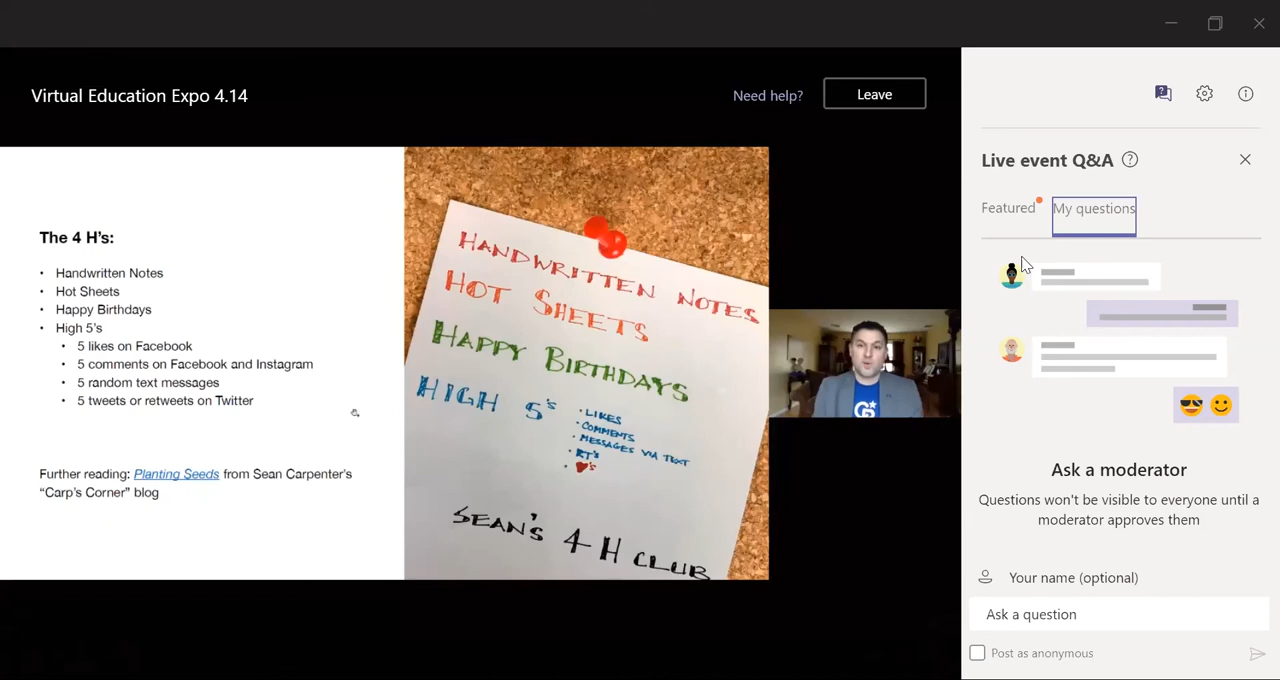 Virtual Education Expo 4.14
Need help?
Leave
The 4 H's:
• Handwritten Notes
• Hot Sheets
• Happy Birthdays
• High 5's
• 5 likes on Facebook
• 5 comments on Facebook and Instagram
• 5 random text messages
• 5 tweets or retweets on Twitter
Further reading: Planting Seeds from Sean Carpenter's
“Carp's Corner” blog
HANDWRITTEN NOTES
HOT SHEETS
HAPPY BIRTHDAYS
HIGH 5's
• LIKES
• COMMENTS
• MESSAGES VIA TEXT
• RT's
• ♥'s
SEAN'S 4 H CLUB
Live event Q&A
Featured
My questions
Ask a moderator
Questions won't be visible to everyone until a
moderator approves them
Your name (optional)
Ask a question
Post as anonymous